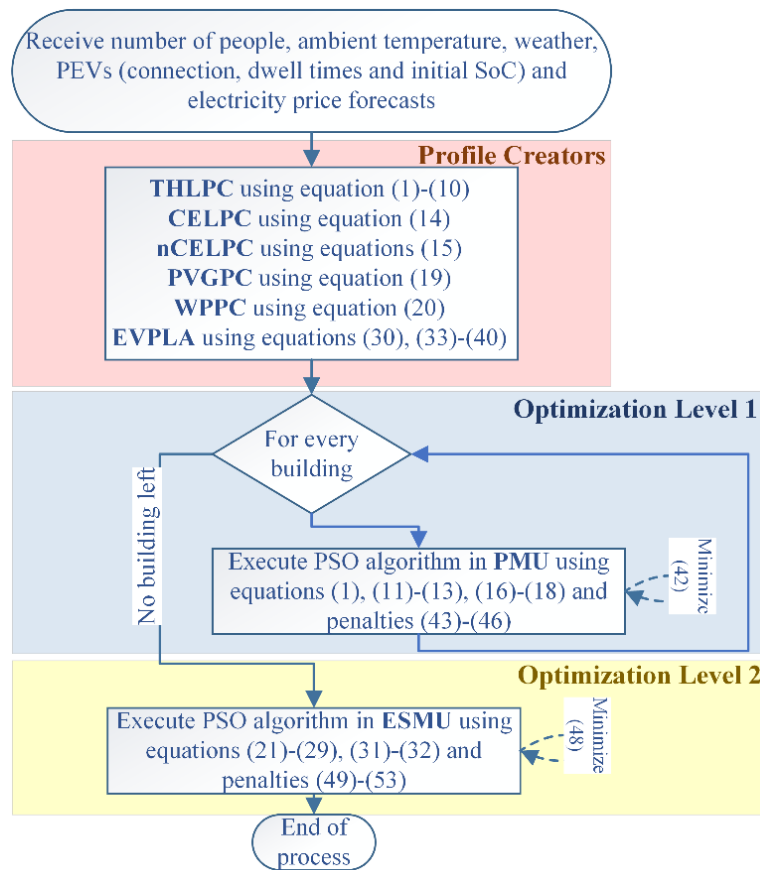 Receive number of people, ambient temperature, weather,
PEVs (connection, dwell times and initial SoC) and
electricity price forecasts
Profile Creators
THLPC using equation (1)-(10)
CELPC using equation (14)
nCELPC using equations (15)
PVGPC using equation (19)
WPPC using equation (20)
EVPLA using equations (30), (33)-(40)
Optimization Level 1
For every
building
No building left
Execute PSO algorithm in PMU using
equations (1), (11)-(13), (16)-(18) and
penalties (43)-(46)
Minimize
(42)
Optimization Level 2
Execute PSO algorithm in ESMU using
equations (21)-(29), (31)-(32) and
penalties (49)-(53)
Minimize
(48)
End of
process